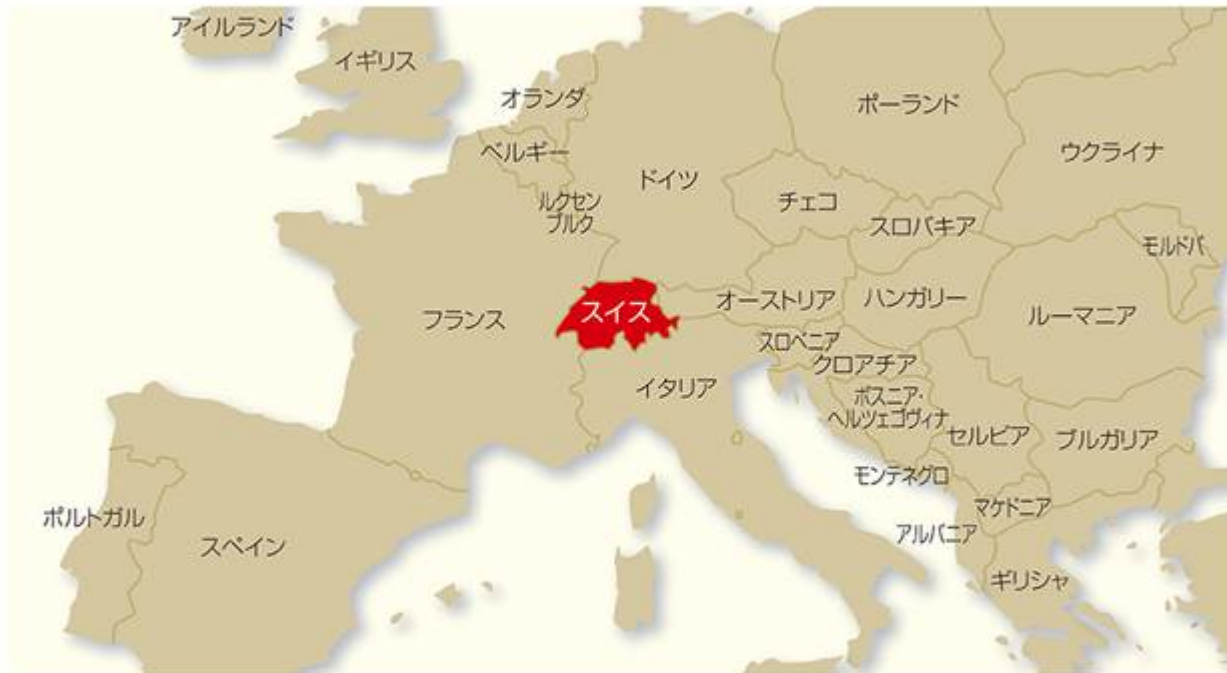 アイルランド
イギリス
オランダ
ポーランド
ベルギー
ウクライナ
ドイツ
ルクセン
ブルク
チェコ
スロバキア
モルドバ
フランス
スイス
オーストリア
ハンガリー
ルーマニア
スロベニア
クロアチア
イタリア
ボスニア・
ヘルツェゴヴィナ
セルビア
ブルガリア
モンテネグロ
マケドニア
ポルトガル
スペイン
アルバニア
ギリシャ